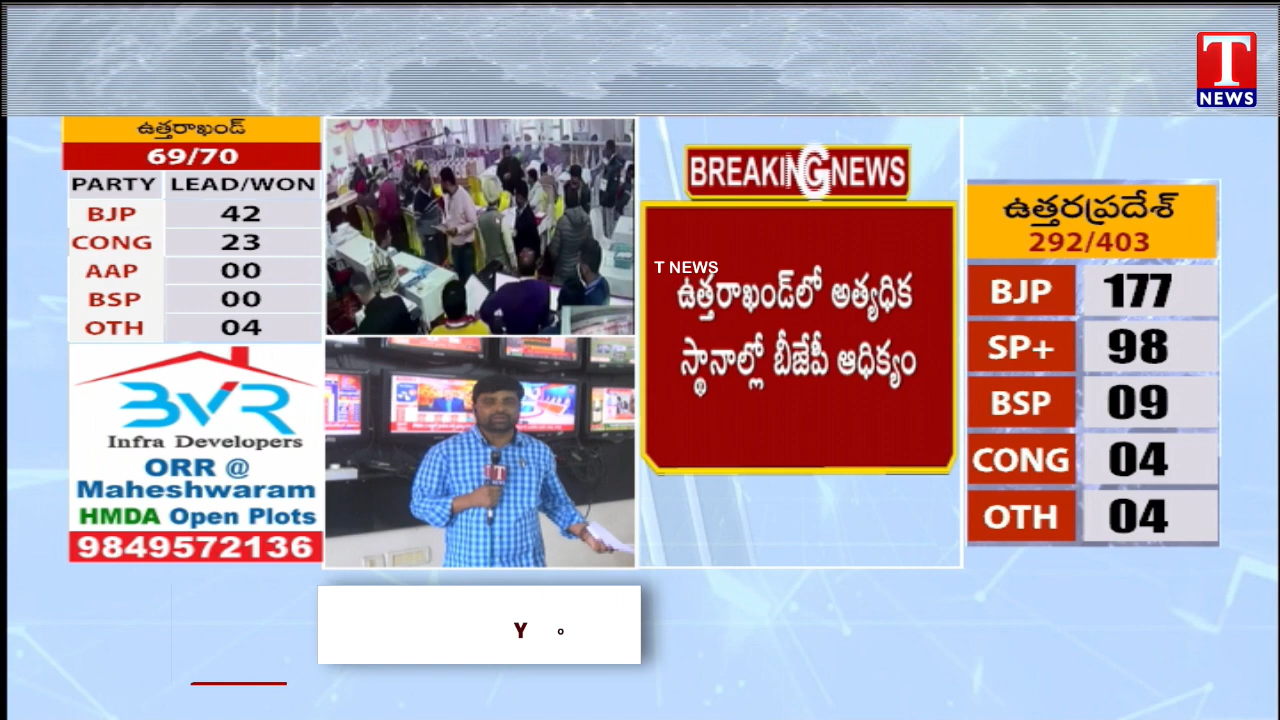 T
NEWS
ఉత్తరాఖండ్
69/70
PARTY LEAD/WON
BJP 42
CONG 23
AAP 00
BSP 00
OTH 04
BVR
Infra Developers
ORR @
Maheshwaram
HMDA Open Plots
9849572136
BREAKING NEWS
T NEWS
ఉత్తరాఖండ్‌లో అత్యధిక
స్థానాల్లో బీజేపీ ఆధిక్యం
ఉత్తరప్రదేశ్
292/403
BJP 177
SP+ 98
BSP 09
CONG 04
OTH 04
Y